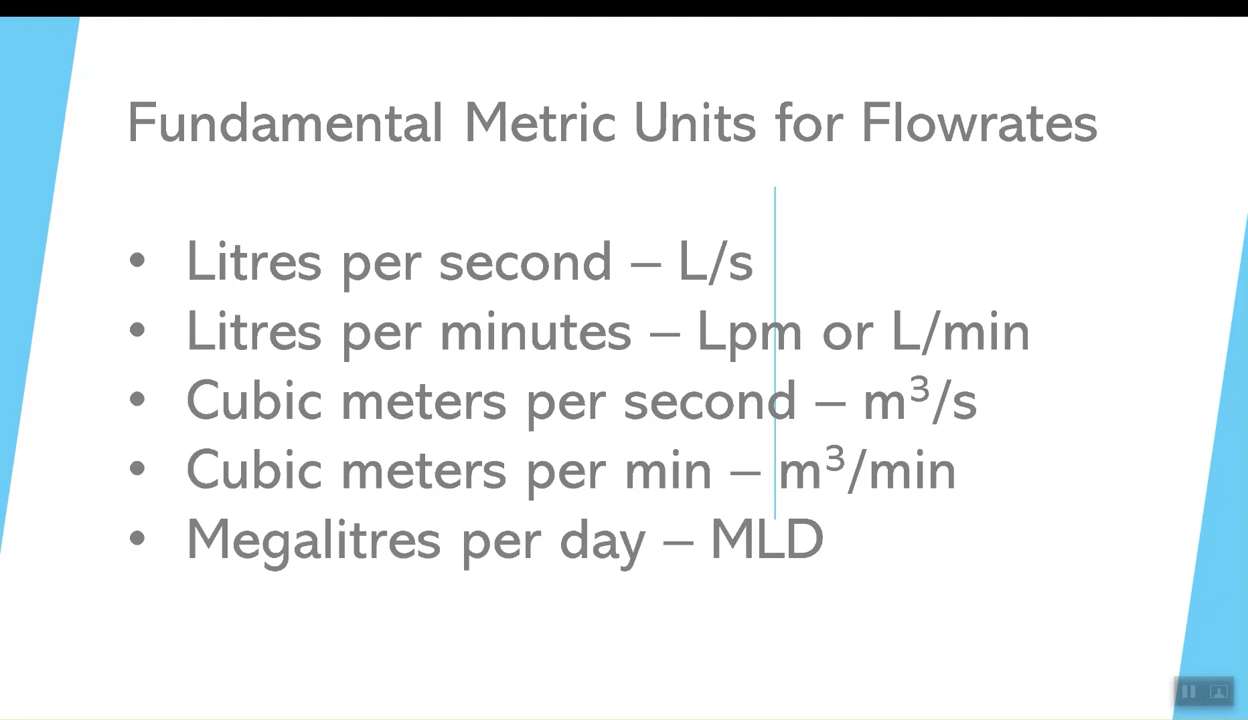 Fundamental Metric Units for Flowrates
• Litres per second – L/s
• Litres per minutes – Lpm or L/min
• Cubic meters per second – m³/s
• Cubic meters per min – m³/min
• Megalitres per day – MLD